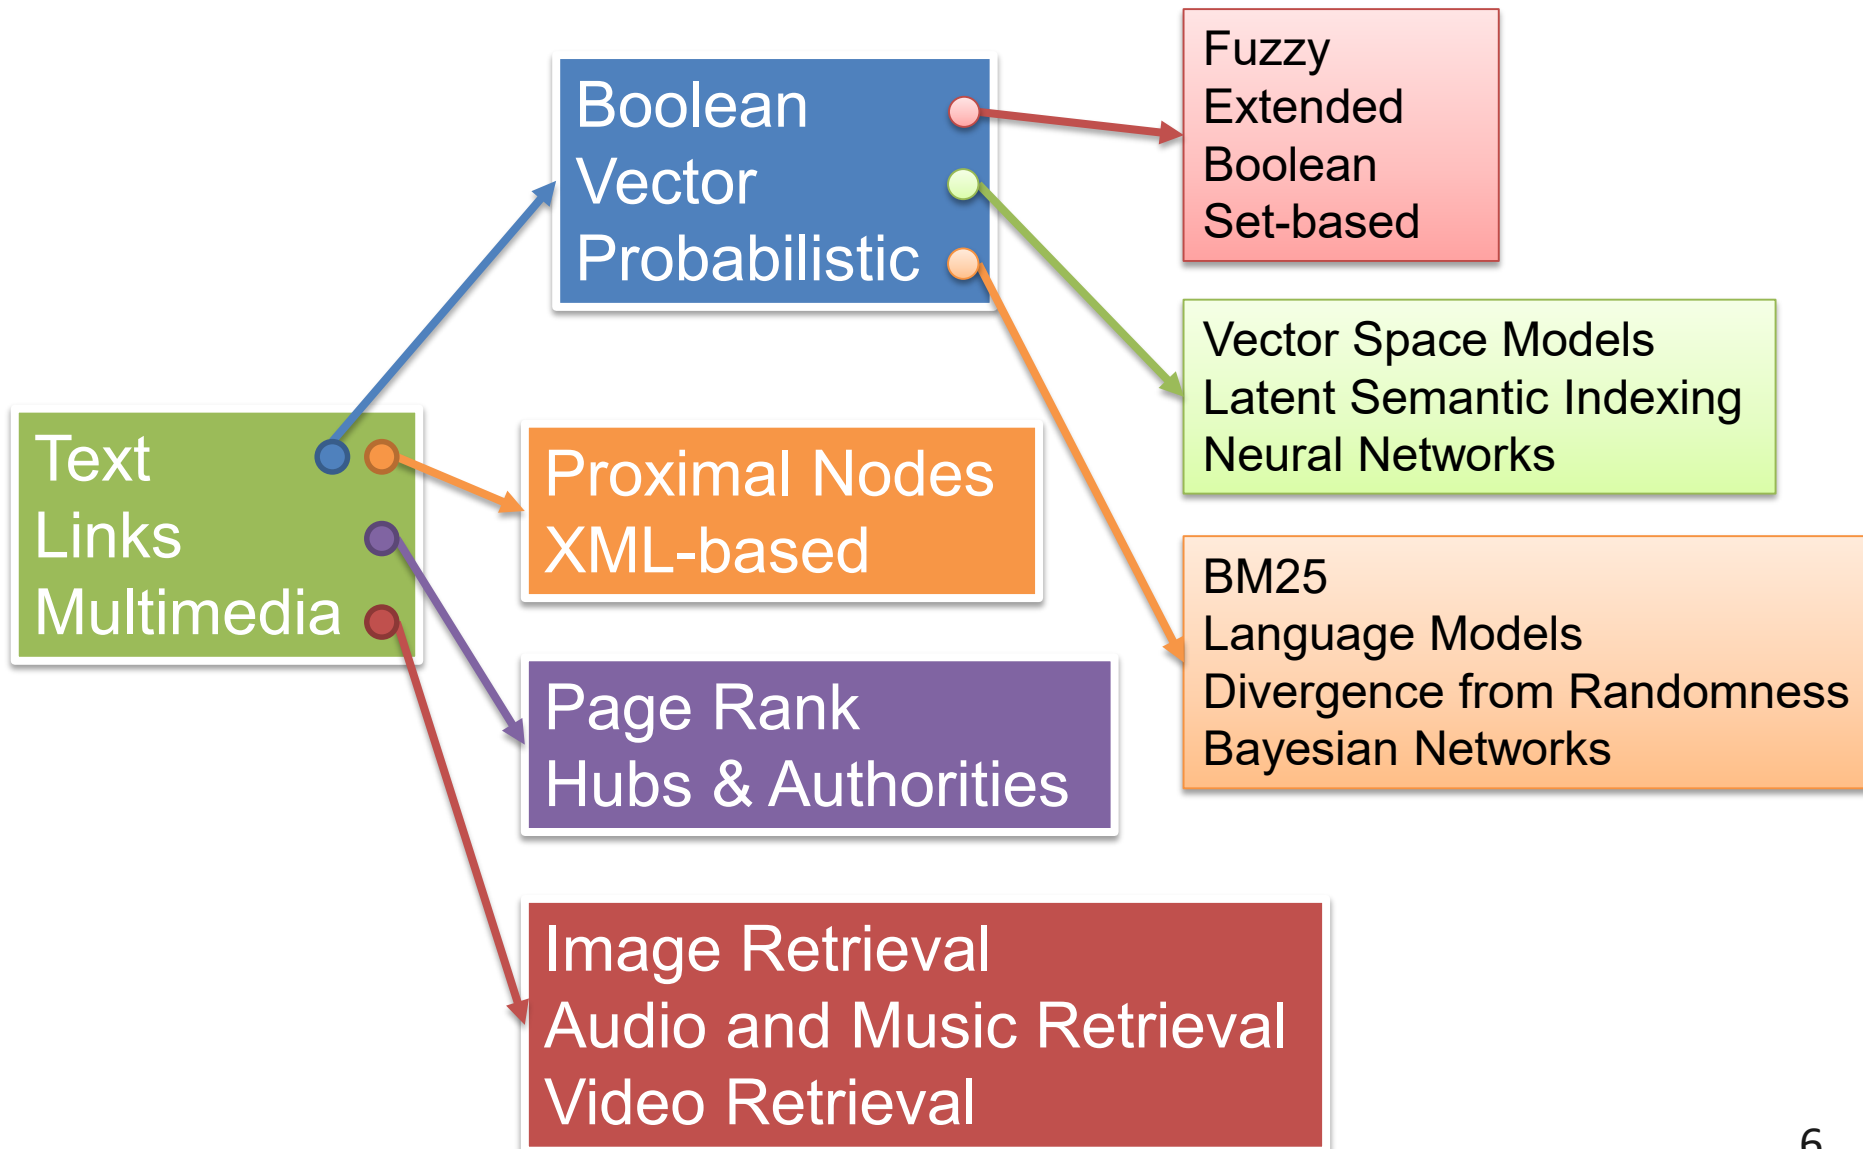 Text
Links
Multimedia
Boolean
Vector
Probabilistic
Proximal Nodes
XML-based
Page Rank
Hubs & Authorities
Image Retrieval
Audio and Music Retrieval
Video Retrieval
Fuzzy
Extended
Boolean
Set-based
Vector Space Models
Latent Semantic Indexing
Neural Networks
BM25
Language Models
Divergence from Randomness
Bayesian Networks
6